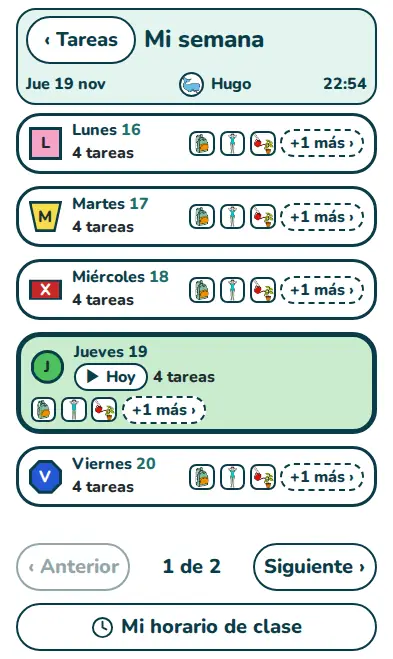 ‹ Tareas Mi semana
Jue 19 nov Hugo 22:54
L Lunes 16
4 tareas +1 más ›
M Martes 17
4 tareas +1 más ›
X Miércoles 18
4 tareas +1 más ›
J Jueves 19
Hoy 4 tareas
+1 más ›
V Viernes 20
4 tareas +1 más ›
‹ Anterior 1 de 2 Siguiente ›
Mi horario de clase